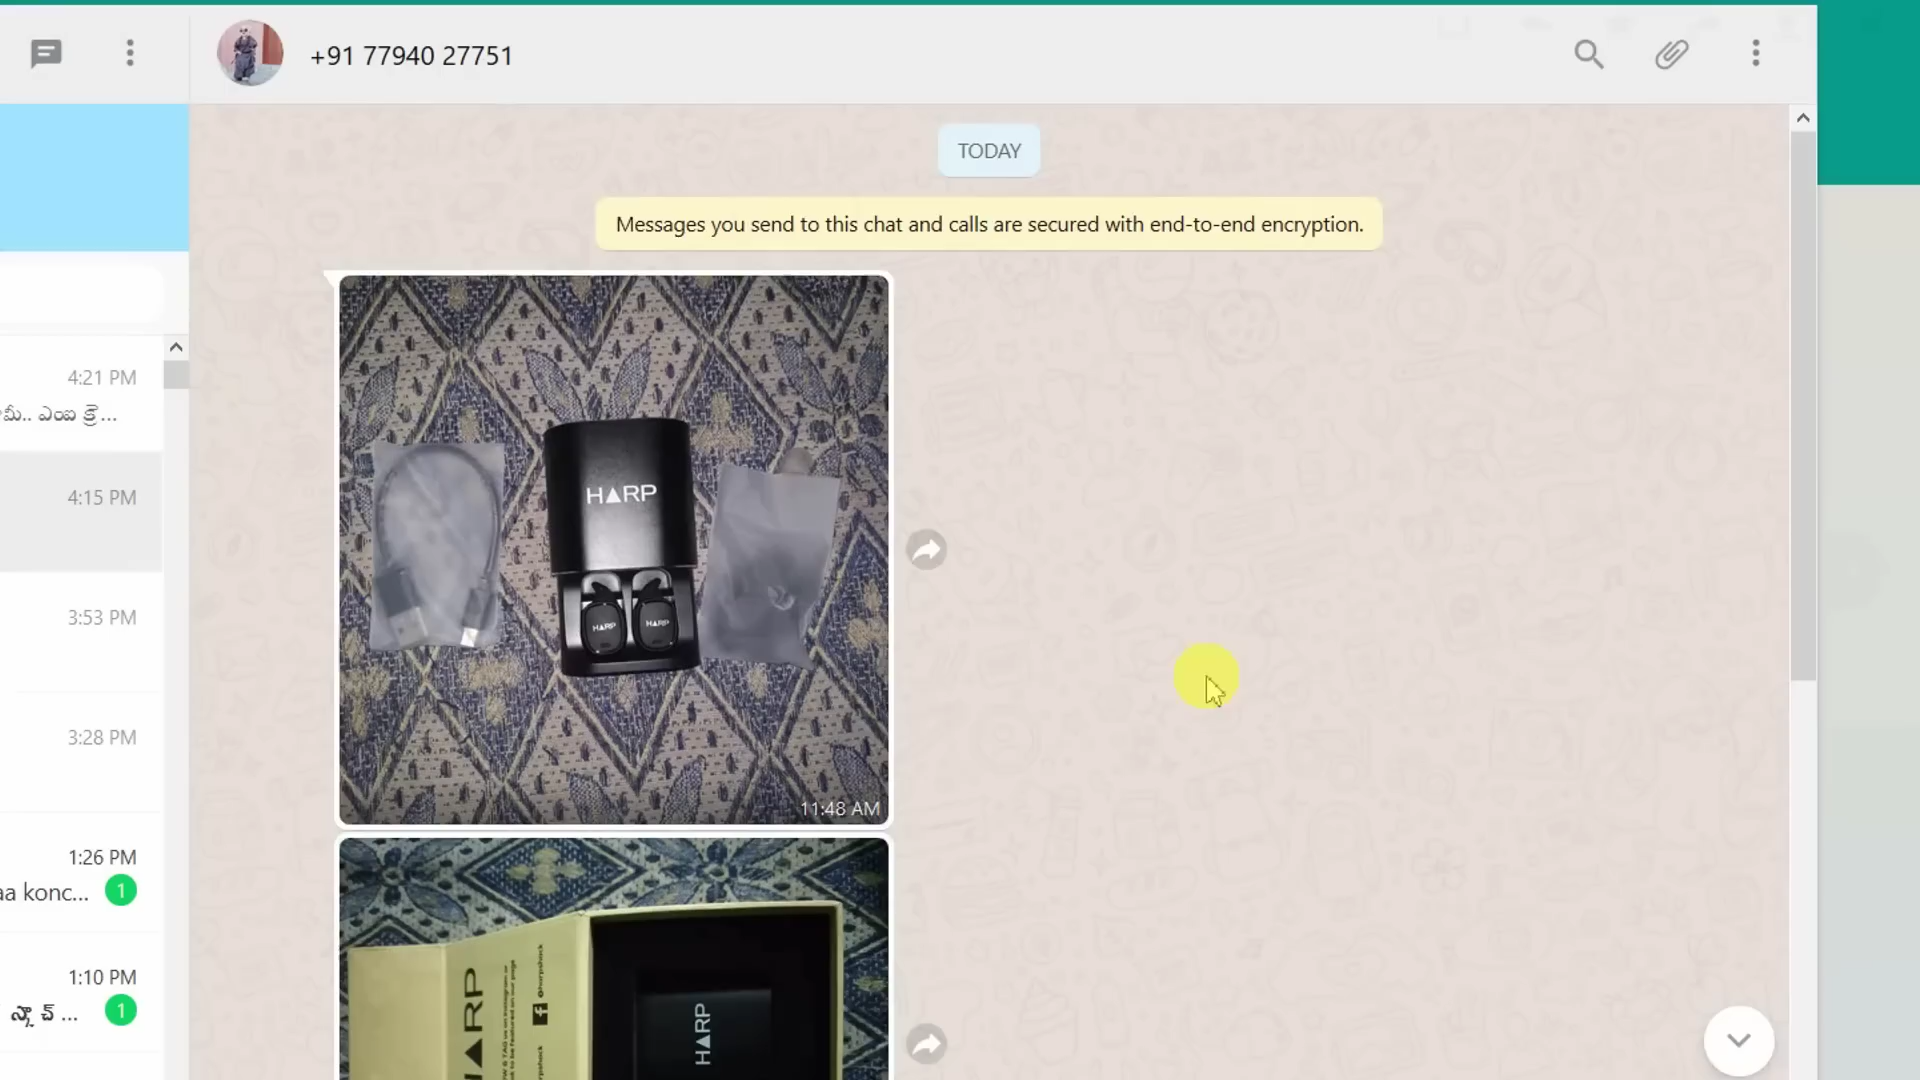 +91 77940 27751
TODAY
Messages you send to this chat and calls are secured with end-to-end encryption.
4:21 PM
ఎంఐ క్రై...
4:15 PM
3:53 PM
3:28 PM
1:26 PM
konc... 1
1:10 PM
1
HARP
HARP HARP
11:48 AM
HARP
@harpshack
HARP